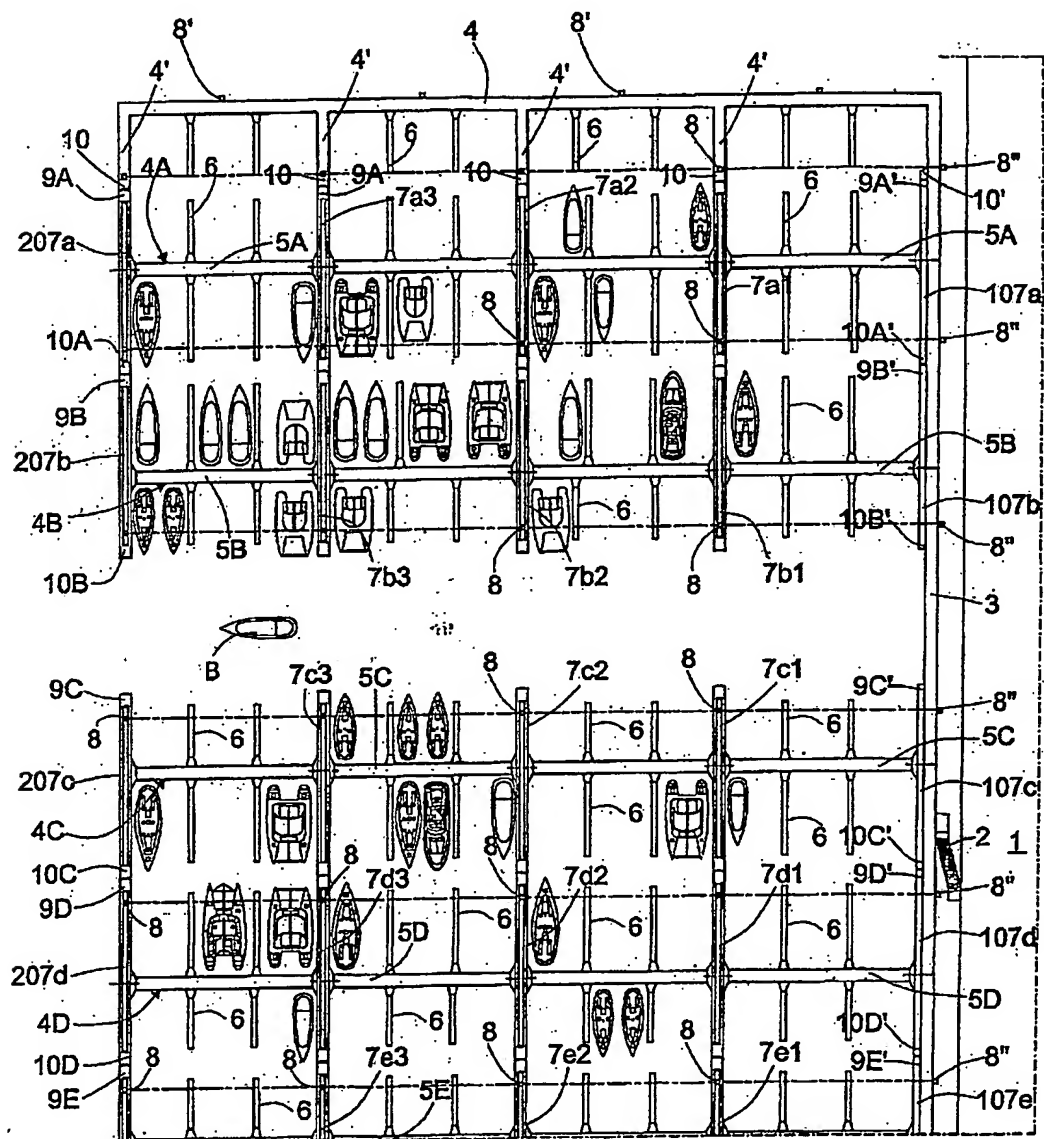 8' 4 8'
4' 4' 4' 4'
10 6 6 8 6 8"
9A 4A 6 10 9A 10 7a2 10 6 9A' 10'
7a3
207a 5A 5A
7a1
8 8 107a
10A 10A' 8"
9B 9B'
6
207b 5B
4B 6 107b
5B 10B'
10B 7b3 8 7b2 8 7b1 8"
3
B
9C 7c3 5C 8 7c2 8 7c1 9C'
8 6 6 6 8"
6
207c 5C
4C 6 107c
6 2 1
10C 8 8 10C'
9D 7d3 7d2 7d1 9D' 8"
8 6 6 6
5D
207d 107d
4D 5D
6 6 6
10D 8 8 8 10D'
9E 8 7e3 7e2 7e1 9E' 8"
6 5E 107e